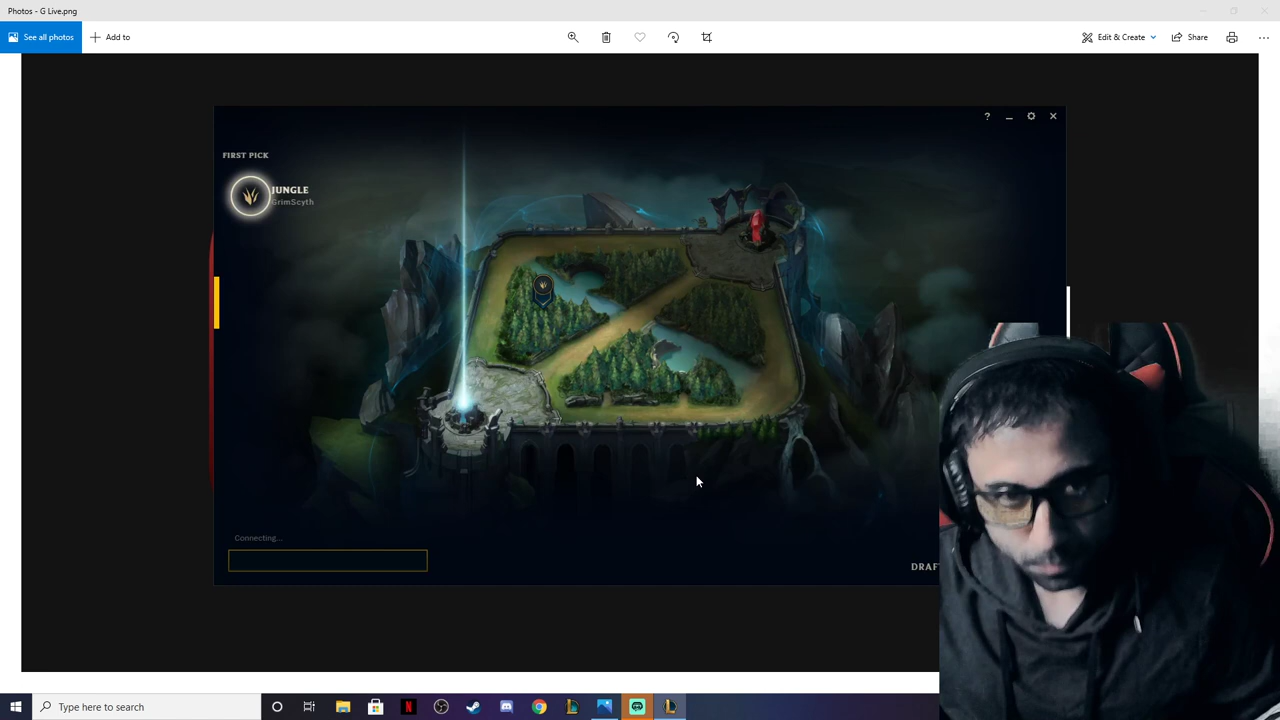 Photos - G Live.png
See all photos
Add to
Edit & Create
Share
?
FIRST PICK
JUNGLE
GrimScyth
Connecting...
DRAF
Type here to search